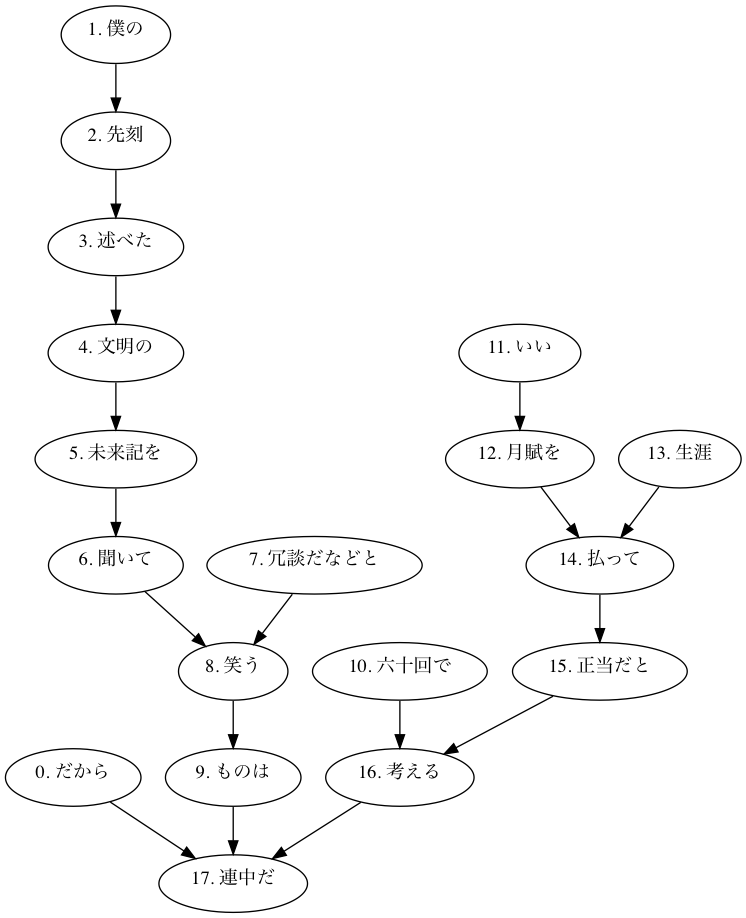 1. 僕の
2. 先刻
3. 述べた
4. 文明の
11. いい
5. 未来記を
12. 月賦を
13. 生涯
6. 聞いて
7. 冗談だなどと
14. 払って
8. 笑う
10. 六十回で
15. 正当だと
0. だから
9. ものは
16. 考える
17. 連中だ